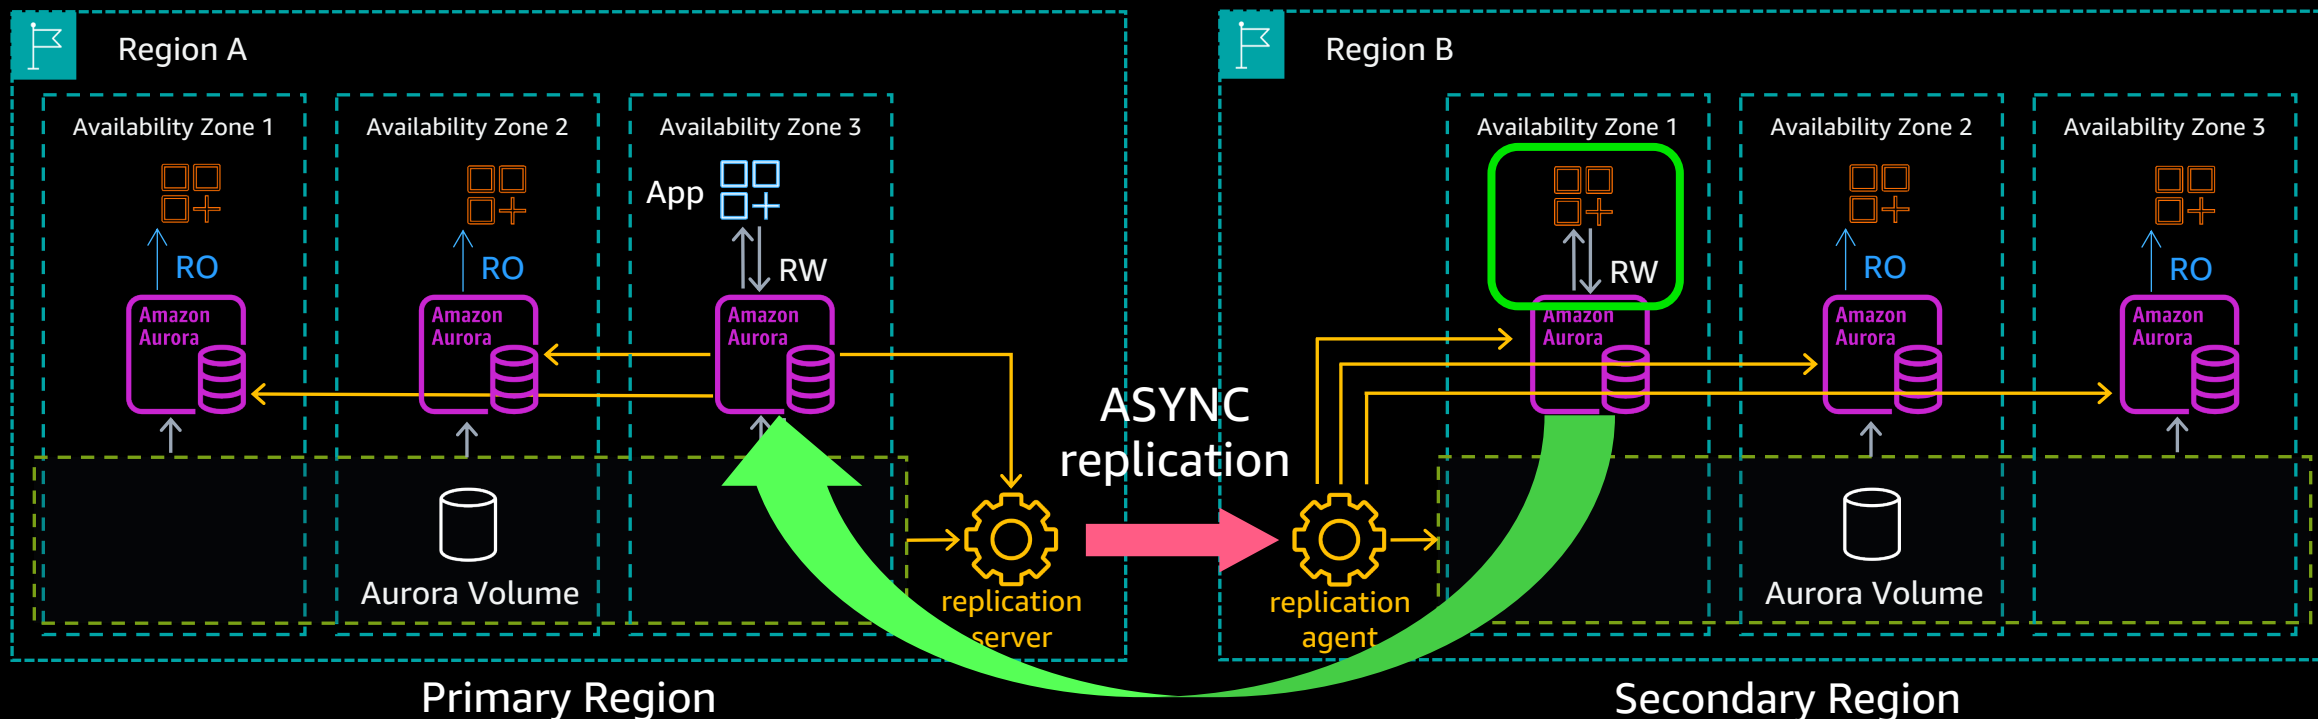 Region A
Region B
Availability Zone 1
Availability Zone 2
Availability Zone 3
Availability Zone 1
Availability Zone 2
Availability Zone 3
App
RO
RO
RW
RW
RO
RO
Amazon
Aurora
Amazon
Aurora
Amazon
Aurora
Amazon
Aurora
Amazon
Aurora
Amazon
Aurora
ASYNC
replication
Aurora Volume
replication
server
replication
agent
Aurora Volume
Primary Region
Secondary Region